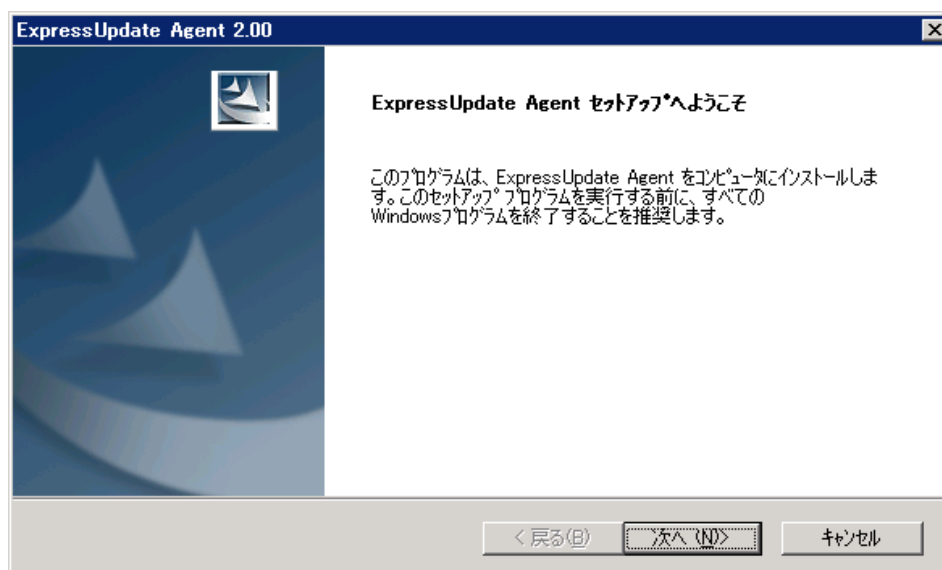 ExpressUpdate Agent 2.00
ExpressUpdate Agent ｾｯﾄｱｯﾌﾟへようこそ
このﾌﾟﾛｸﾞﾗﾑは、ExpressUpdate Agent をｺﾝﾋﾟｭｰﾀにインストールしま
す。このｾｯﾄｱｯﾌﾟ ﾌﾟﾛｸﾞﾗﾑを実行する前に、すべての
Windowsﾌﾟﾛｸﾞﾗﾑを終了することを推奨します。
< 戻る(B)
次へ (N)>
ｷｬﾝｾﾙ